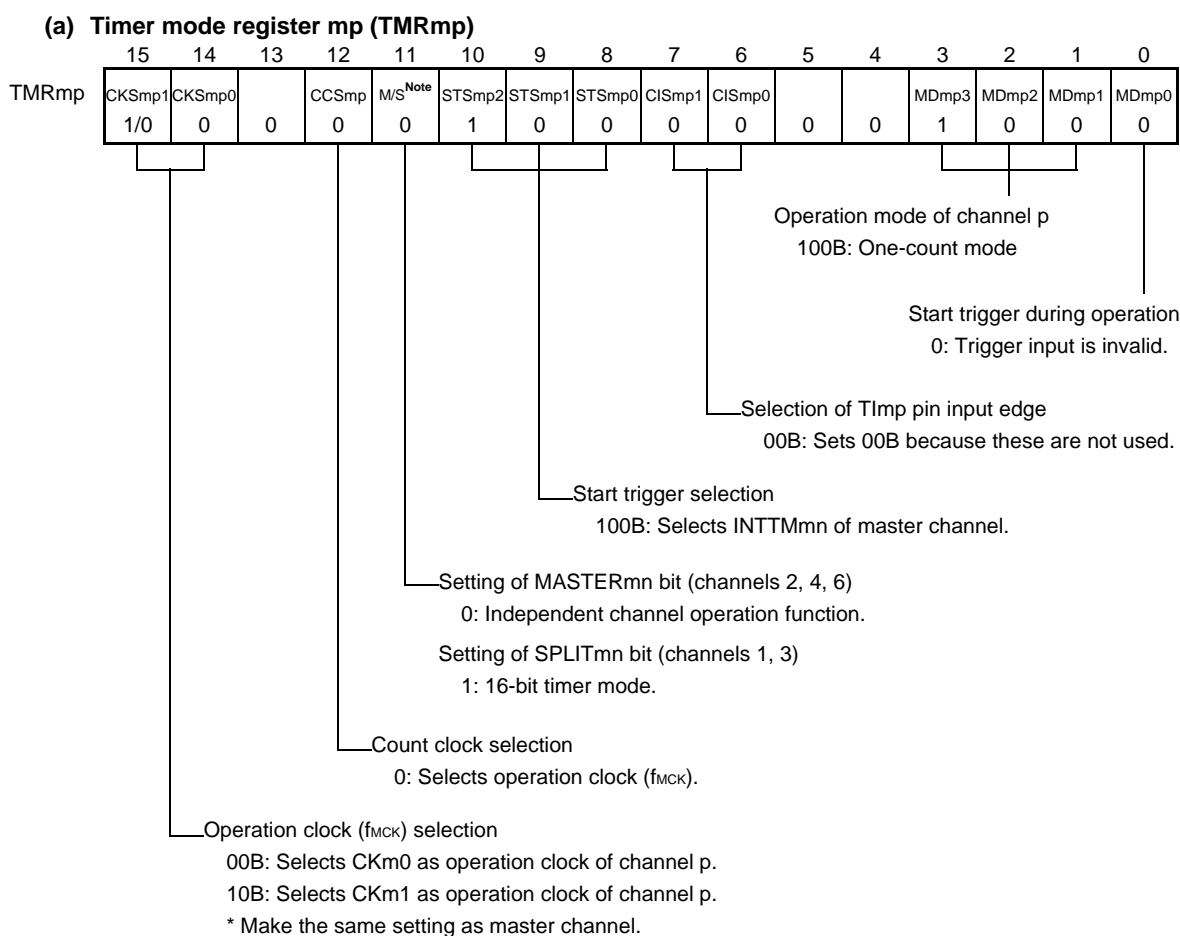 (a) Timer mode register mp (TMRmp)
15 14 13 12 11 10 9 8 7 6 5 4 3 2 1 0
TMRmp CKSmp1 CKSmp0 CCSmp M/S Note STSmp2 STSmp1 STSmp0 CISmp1 CISmp0 MDmp3 MDmp2 MDmp1 MDmp0
1/0 0 0 0 0 1 0 0 0 0 0 0 1 0 0 0
Operation mode of channel p
100B: One-count mode
Start trigger during operation
0: Trigger input is invalid.
Selection of TImp pin input edge
00B: Sets 00B because these are not used.
Start trigger selection
100B: Selects INTTMmn of master channel.
Setting of MASTERmn bit (channels 2, 4, 6)
0: Independent channel operation function.
Setting of SPLITmn bit (channels 1, 3)
1: 16-bit timer mode.
Count clock selection
0: Selects operation clock (fMCK).
Operation clock (fMCK) selection
00B: Selects CKm0 as operation clock of channel p.
10B: Selects CKm1 as operation clock of channel p.
* Make the same setting as master channel.